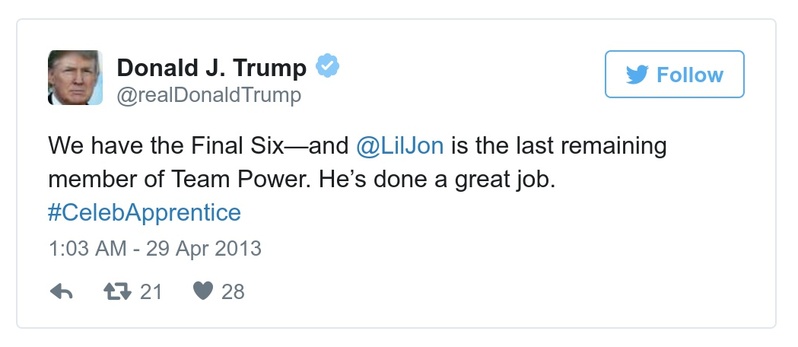 Donald J. Trump
@realDonaldTrump
Follow
We have the Final Six—and @LilJon is the last remaining
member of Team Power. He’s done a great job.
#CelebApprentice
1:03 AM - 29 Apr 2013
21 28